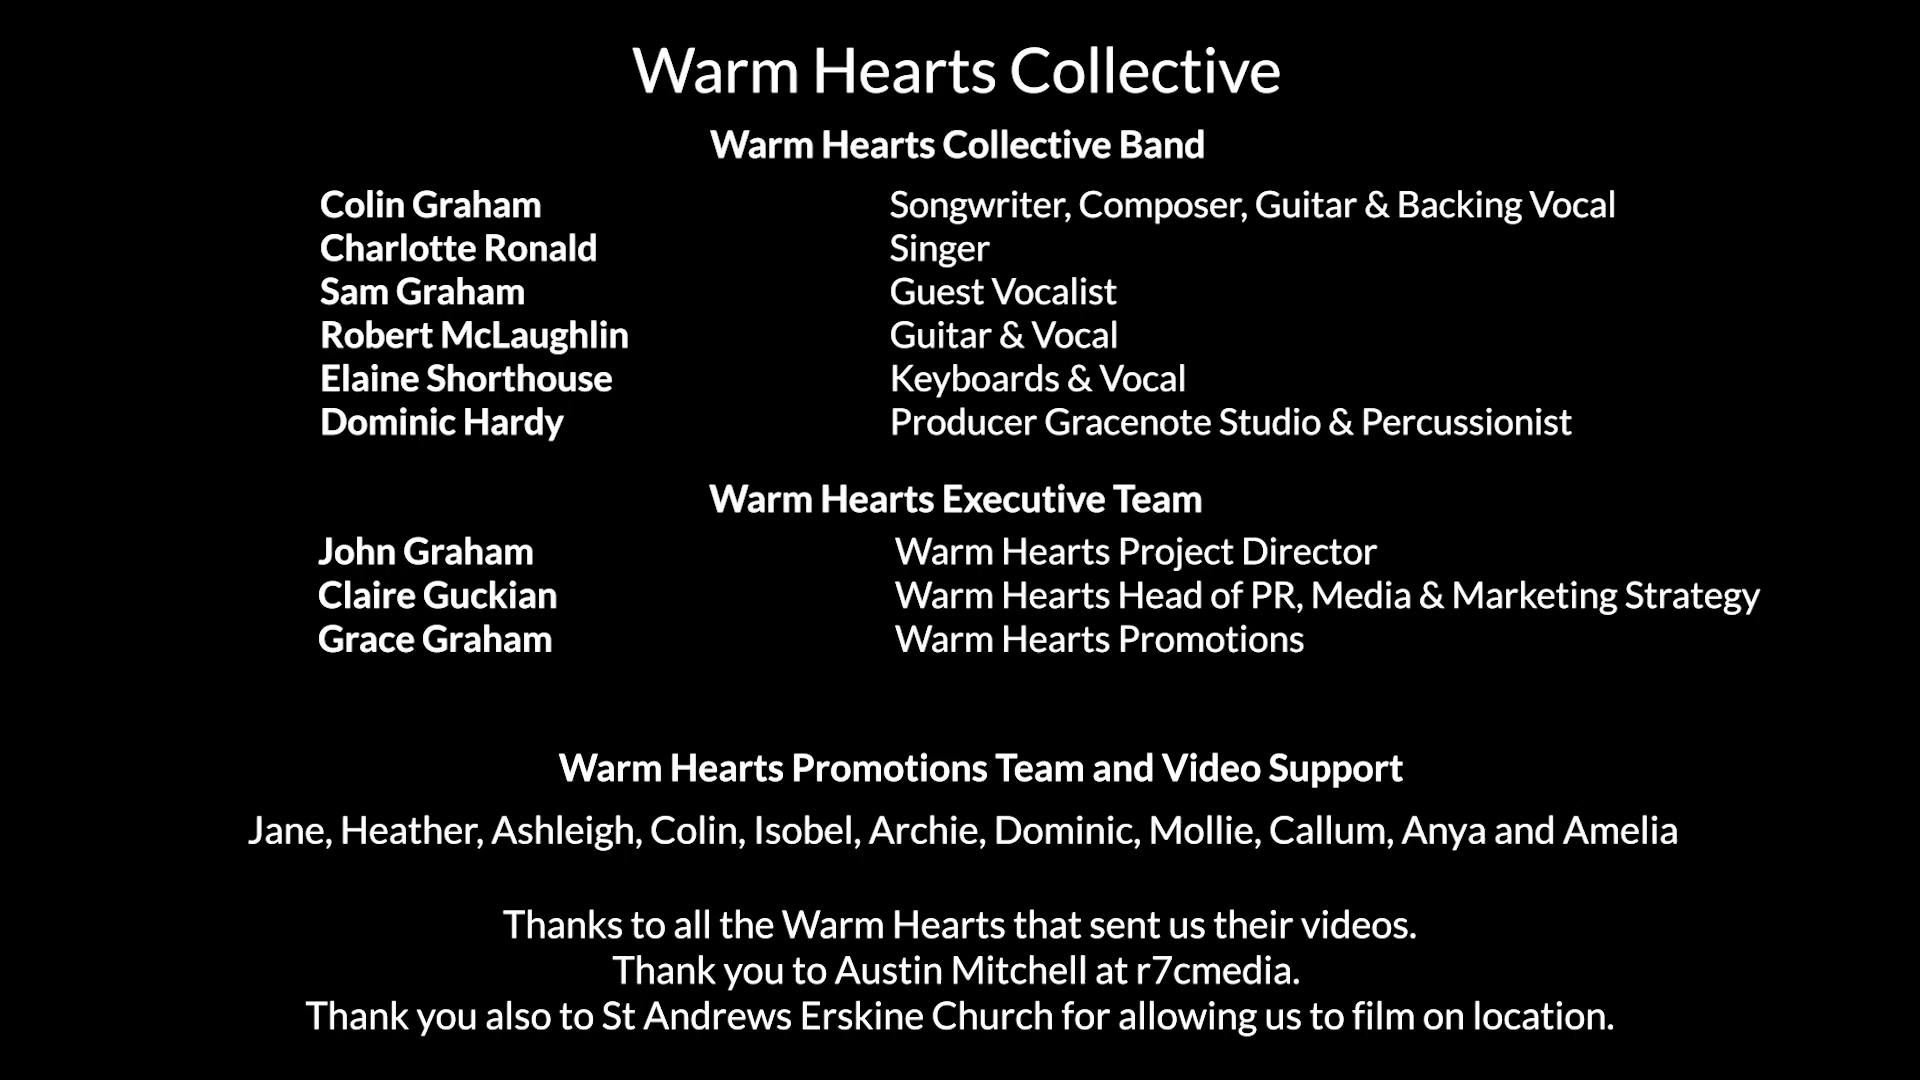 Warm Hearts Collective
Warm Hearts Collective Band
Colin Graham Songwriter, Composer, Guitar & Backing Vocal
Charlotte Ronald Singer
Sam Graham Guest Vocalist
Robert McLaughlin Guitar & Vocal
Elaine Shorthouse Keyboards & Vocal
Dominic Hardy Producer Gracenote Studio & Percussionist
Warm Hearts Executive Team
John Graham Warm Hearts Project Director
Claire Guckian Warm Hearts Head of PR, Media & Marketing Strategy
Grace Graham Warm Hearts Promotions
Warm Hearts Promotions Team and Video Support
Jane, Heather, Ashleigh, Colin, Isobel, Archie, Dominic, Mollie, Callum, Anya and Amelia
Thanks to all the Warm Hearts that sent us their videos.
Thank you to Austin Mitchell at r7cmedia.
Thank you also to St Andrews Erskine Church for allowing us to film on location.